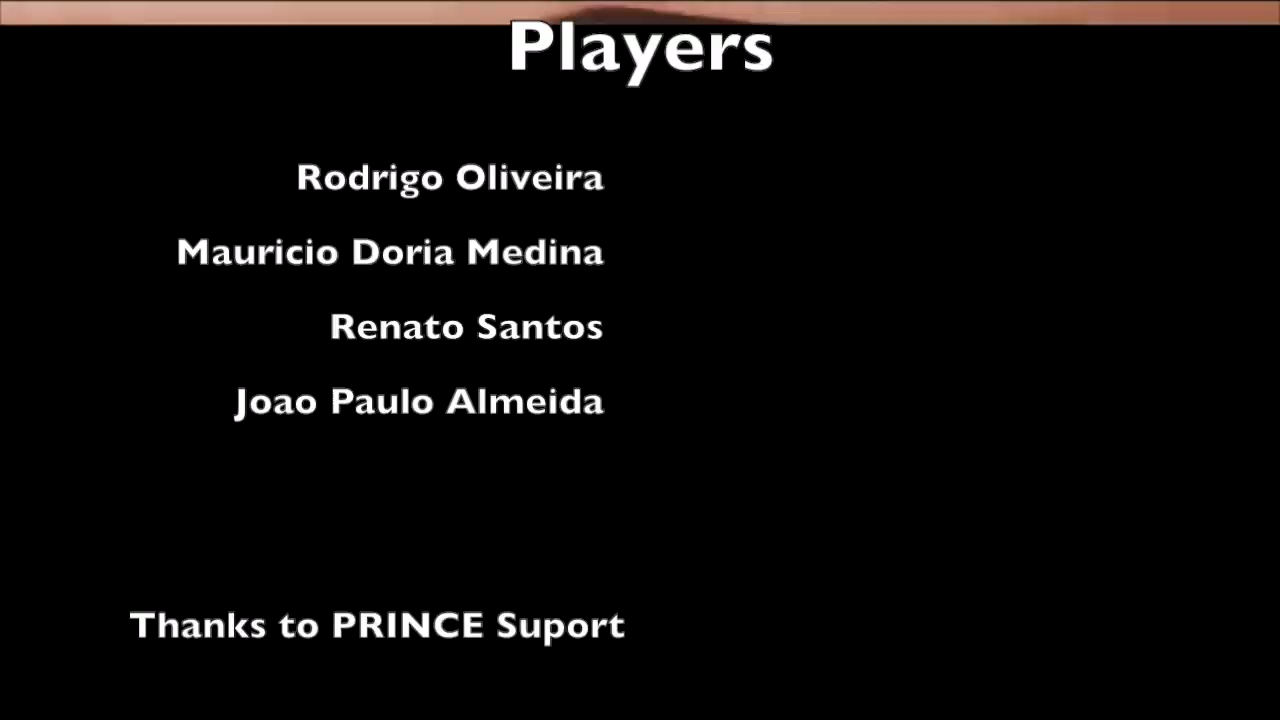 Players
Rodrigo Oliveira
Mauricio Doria Medina
Renato Santos
Joao Paulo Almeida
Thanks to PRINCE Suport